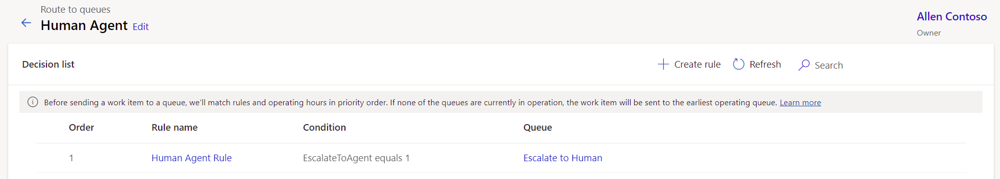 Route to queues
Human Agent Edit
Allen Contoso
Owner
Decision list
Create rule
Refresh
Search
Before sending a work item to a queue, we'll match rules and operating hours in priority order. If none of the queues are currently in operation, the work item will be sent to the earliest operating queue. Learn more
Order Rule name Condition Queue
1 Human Agent Rule EscalateToAgent equals 1 Escalate to Human